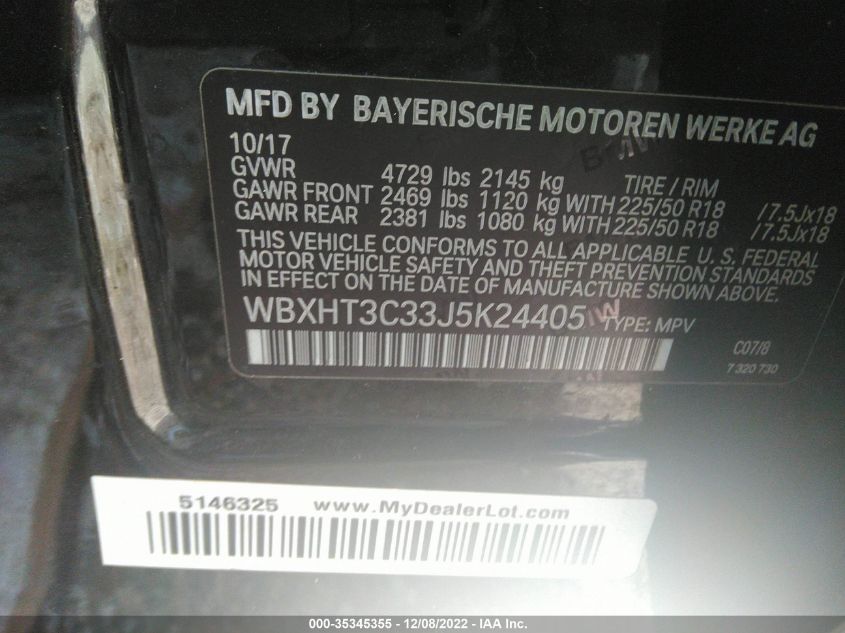 MFD BY BAYERISCHE MOTOREN WERKE AG
10/17
GVWR 4729 lbs 2145 kg TIRE / RIM
GAWR FRONT 2469 lbs 1120 kg WITH 225/50 R18 /7.5Jx18
GAWR REAR 2381 lbs 1080 kg WITH 225/50 R18 /7.5Jx18
THIS VEHICLE CONFORMS TO ALL APPLICABLE U. S. FEDERAL
MOTOR VEHICLE SAFETY AND THEFT PREVENTION STANDARDS
IN EFFECT ON THE DATE OF MANUFACTURE SHOWN ABOVE.
WBXHT3C33J5K24405 TYPE: MPV
C07/8
7 320 730
5146325 www.MyDealerLot.com
000-35345355 - 12/08/2022 - IAA Inc.